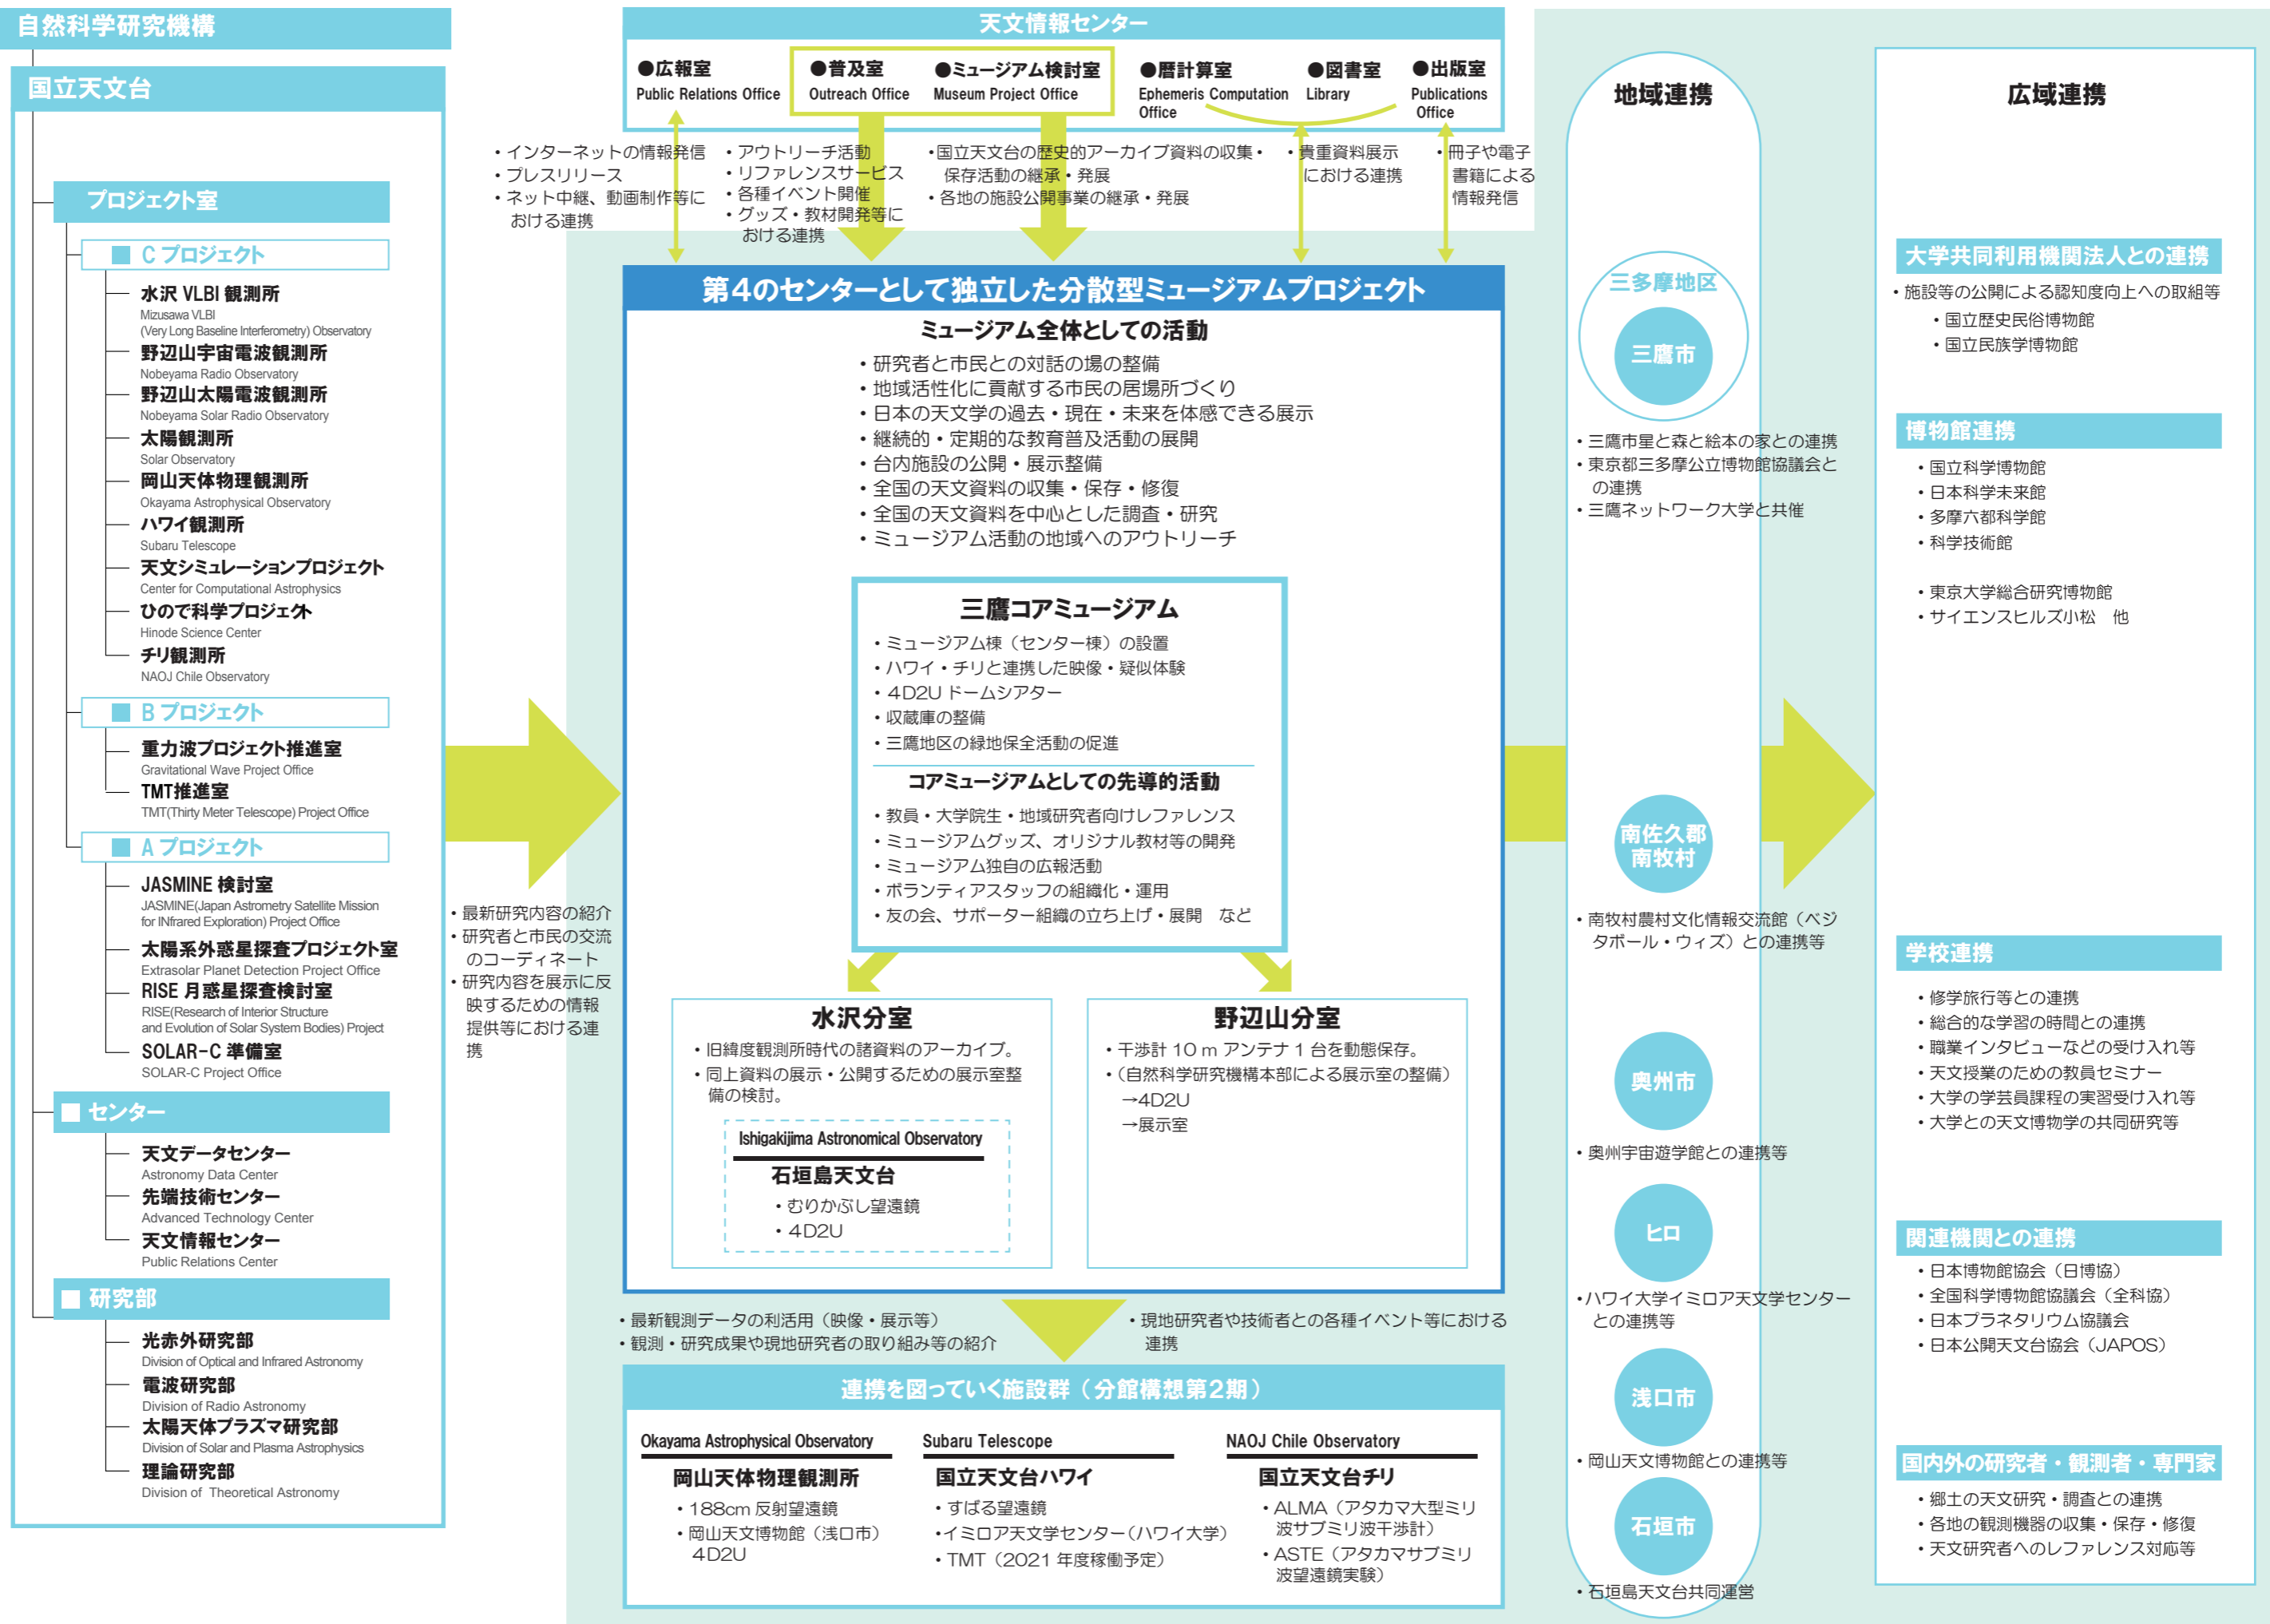 自然科学研究機構
国立天文台
プロジェクト室
C プロジェクト
水沢 VLBI 観測所
Mizusawa VLBI
(Very Long Baseline Interferometry) Observatory
野辺山宇宙電波観測所
Nobeyama Radio Observatory
野辺山太陽電波観測所
Nobeyama Solar Radio Observatory
太陽観測所
Solar Observatory
岡山天体物理観測所
Okayama Astrophysical Observatory
ハワイ観測所
Subaru Telescope
天文シミュレーションプロジェクト
Center for Computational Astrophysics
ひので科学プロジェクト
Hinode Science Center
チリ観測所
NAOJ Chile Observatory
B プロジェクト
重力波プロジェクト推進室
Gravitational Wave Project Office
TMT推進室
TMT(Thirty Meter Telescope) Project Office
A プロジェクト
JASMINE 検討室
JASMINE(Japan Astrometry Satellite Mission
for INfrared Exploration) Project Office
太陽系外惑星探査プロジェクト室
Extrasolar Planet Detection Project Office
RISE 月惑星探査検討室
RISE(Research of Interior Structure
and Evolution of Solar System Bodies) Project
SOLAR-C 準備室
SOLAR-C Project Office
センター
天文データセンター
Astronomy Data Center
先端技術センター
Advanced Technology Center
天文情報センター
Public Relations Center
研究部
光赤外研究部
Division of Optical and Infrared Astronomy
電波研究部
Division of Radio Astronomy
太陽天体プラズマ研究部
Division of Solar and Plasma Astrophysics
理論研究部
Division of Theoretical Astronomy
・最新研究内容の紹介
・研究者と市民の交流
のコーディネート
・研究内容を展示に反
映するための情報
提供等における連
携
天文情報センター
●広報室
Public Relations Office
●普及室
Outreach Office
●ミュージアム検討室
Museum Project Office
●暦計算室
Ephemeris Computation
Office
●図書室
Library
●出版室
Publications
Office
・インターネットの情報発信
・プレスリリース
・ネット中継、動画制作等に
おける連携
・アウトリーチ活動
・リファレンスサービス
・各種イベント開催
・グッズ・教材開発等に
おける連携
・国立天文台の歴史的アーカイブ資料の収集・
保存活動の継承・発展
・各地の施設公開事業の継承・発展
・貴重資料展示
における連携
・冊子や電子
書籍による
情報発信
第4のセンターとして独立した分散型ミュージアムプロジェクト
ミュージアム全体としての活動
・研究者と市民との対話の場の整備
・地域活性化に貢献する市民の居場所づくり
・日本の天文学の過去・現在・未来を体感できる展示
・継続的・定期的な教育普及活動の展開
・台内施設の公開・展示整備
・全国の天文資料の収集・保存・修復
・全国の天文資料を中心とした調査・研究
・ミュージアム活動の地域へのアウトリーチ
三鷹コアミュージアム
・ミュージアム棟（センター棟）の設置
・ハワイ・チリと連携した映像・疑似体験
・4D2U ドームシアター
・収蔵庫の整備
・三鷹地区の緑地保全活動の促進
コアミュージアムとしての先導的活動
・教員・大学院生・地域研究者向けレファレンス
・ミュージアムグッズ、オリジナル教材等の開発
・ミュージアム独自の広報活動
・ボランティアスタッフの組織化・運用
・友の会、サポーター組織の立ち上げ・展開　など
水沢分室
・旧緯度観測所時代の諸資料のアーカイブ。
・同上資料の展示・公開するための展示室整
備の検討。
Ishigakijima Astronomical Observatory
石垣島天文台
・むりかぶし望遠鏡
・4D2U
野辺山分室
・干渉計 10 m アンテナ 1 台を動態保存。
・（自然科学研究機構本部による展示室の整備）
→4D2U
→展示室
・最新観測データの利活用（映像・展示等）
・観測・研究成果や現地研究者の取り組み等の紹介
・現地研究者や技術者との各種イベント等における
連携
連携を図っていく施設群（分館構想第2期）
Okayama Astrophysical Observatory
岡山天体物理観測所
・188cm 反射望遠鏡
・岡山天文博物館（浅口市）
4D2U
Subaru Telescope
国立天文台ハワイ
・すばる望遠鏡
・イミロア天文学センター（ハワイ大学）
・TMT（2021 年度稼働予定）
NAOJ Chile Observatory
国立天文台チリ
・ALMA（アタカマ大型ミリ
波サブミリ波干渉計）
・ASTE（アタカマサブミリ
波望遠鏡実験）
地域連携
三多摩地区
三鷹市
・三鷹市星と森と絵本の家との連携
・東京都三多摩公立博物館協議会と
の連携
・三鷹ネットワーク大学と共催
南佐久郡
南牧村
・南牧村農村文化情報交流館（ベジ
タボール・ウィズ）との連携等
奥州市
・奥州宇宙遊学館との連携等
ヒロ
・ハワイ大学イミロア天文学センター
との連携等
浅口市
・岡山天文博物館との連携等
石垣市
・石垣島天文台共同運営
広域連携
大学共同利用機関法人との連携
・施設等の公開による認知度向上への取組等
・国立歴史民俗博物館
・国立民族学博物館
博物館連携
・国立科学博物館
・日本科学未来館
・多摩六都科学館
・科学技術館
・東京大学総合研究博物館
・サイエンスヒルズ小松　他
学校連携
・修学旅行等との連携
・総合的な学習の時間との連携
・職業インタビューなどの受け入れ等
・天文授業のための教員セミナー
・大学の学芸員課程の実習受け入れ等
・大学との天文博物学の共同研究等
関連機関との連携
・日本博物館協会（日博協）
・全国科学博物館協議会（全科協）
・日本プラネタリウム協議会
・日本公開天文台協会（JAPOS）
国内外の研究者・観測者・専門家
・郷土の天文研究・調査との連携
・各地の観測機器の収集・保存・修復
・天文研究者へのレファレンス対応等